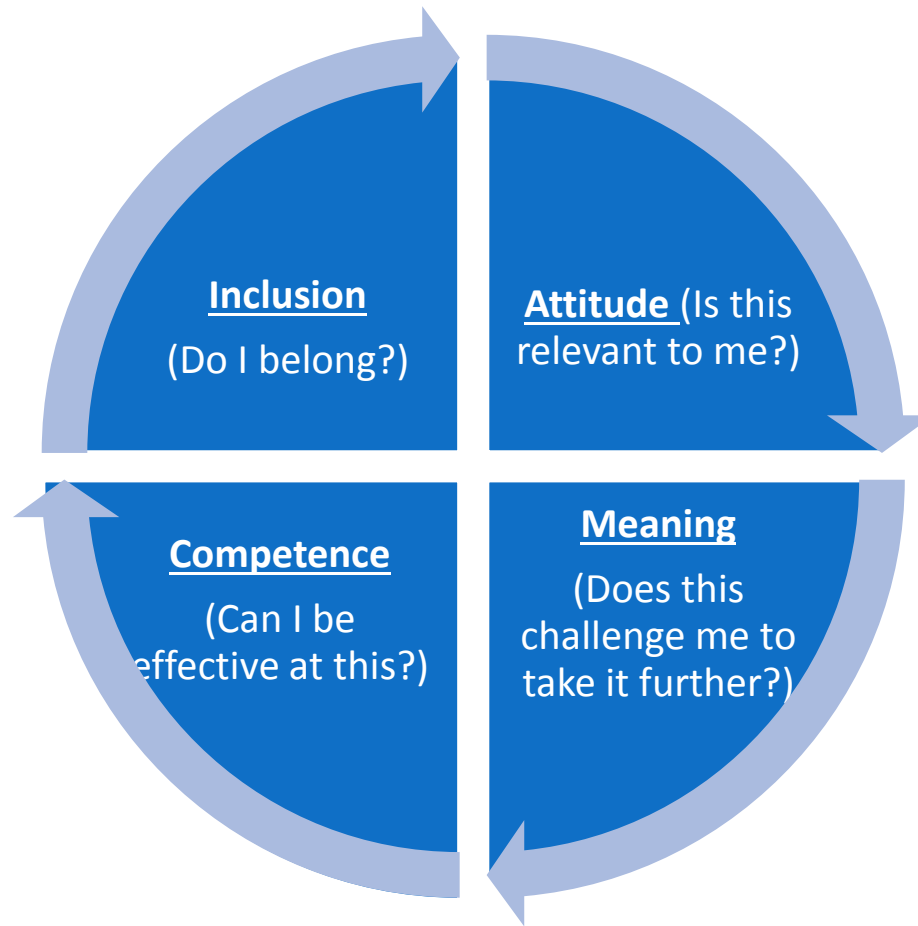 Inclusion
(Do I belong?)
Attitude (Is this
relevant to me?)
Meaning
(Does this
challenge me to
take it further?)
Competence
(Can I be
effective at this?)